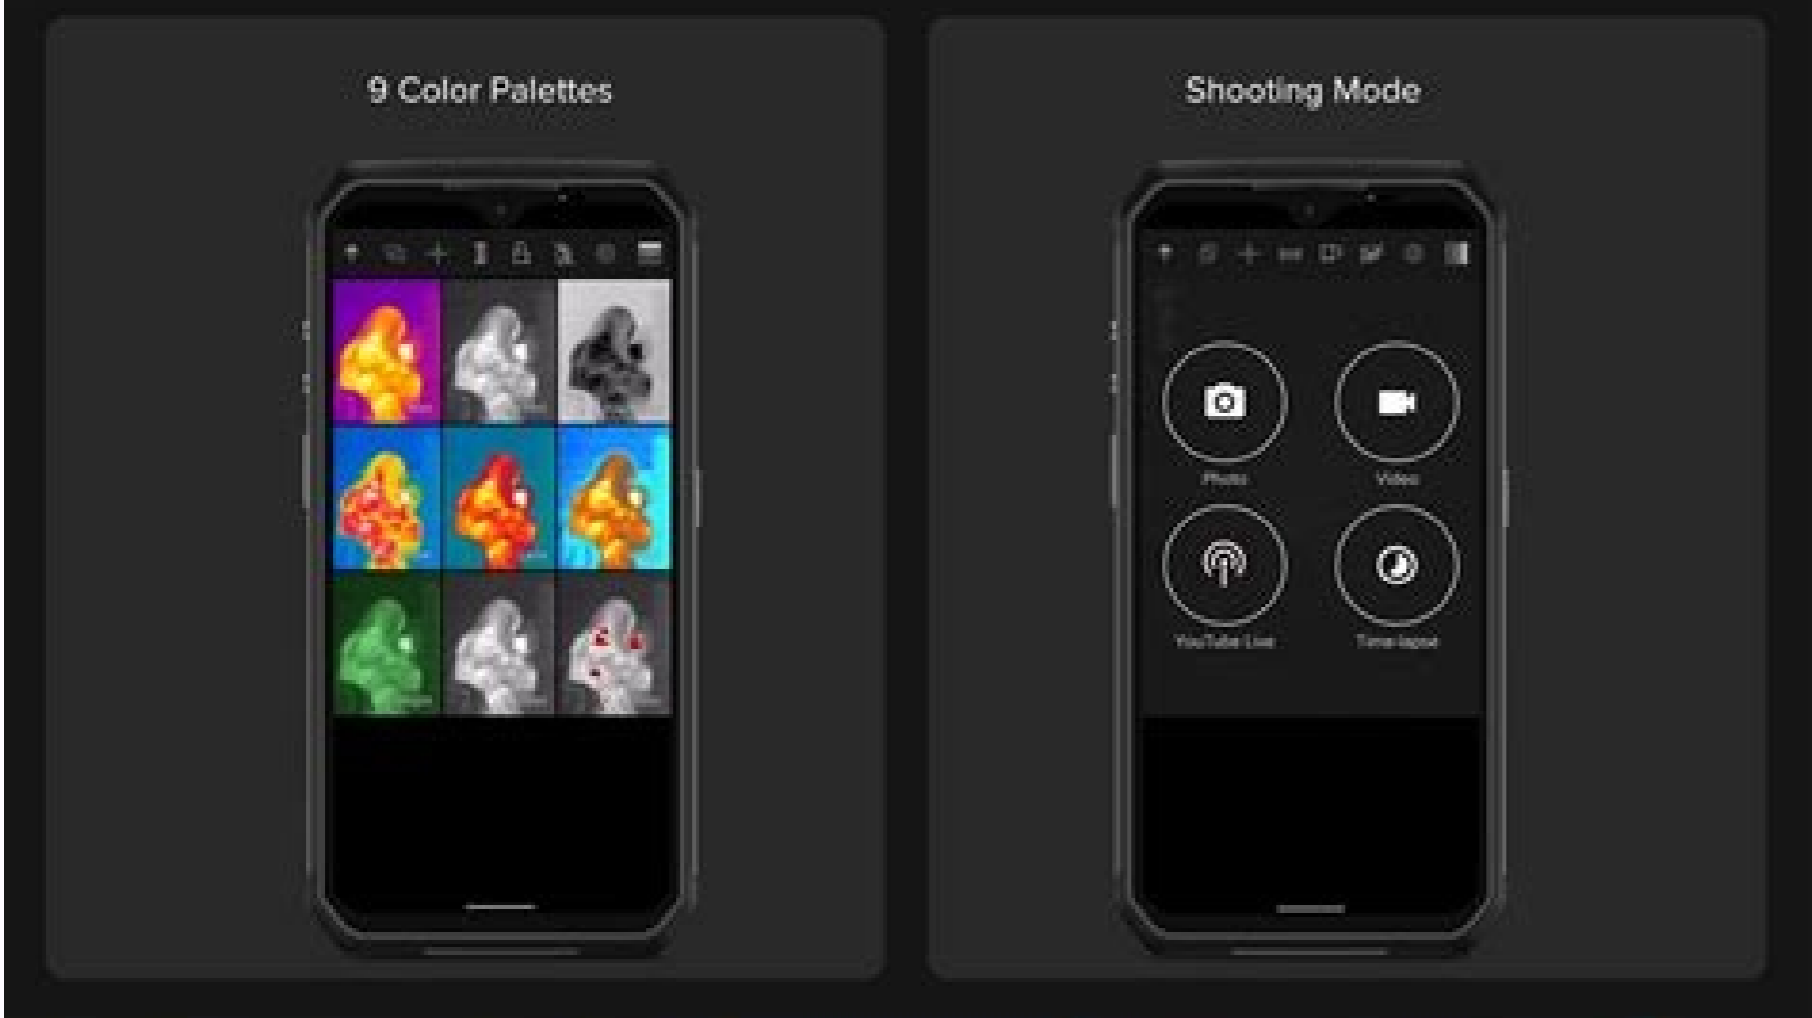 9 Color Palettes
Shooting Mode
Photo
Video
YouTube Live
Time-lapse